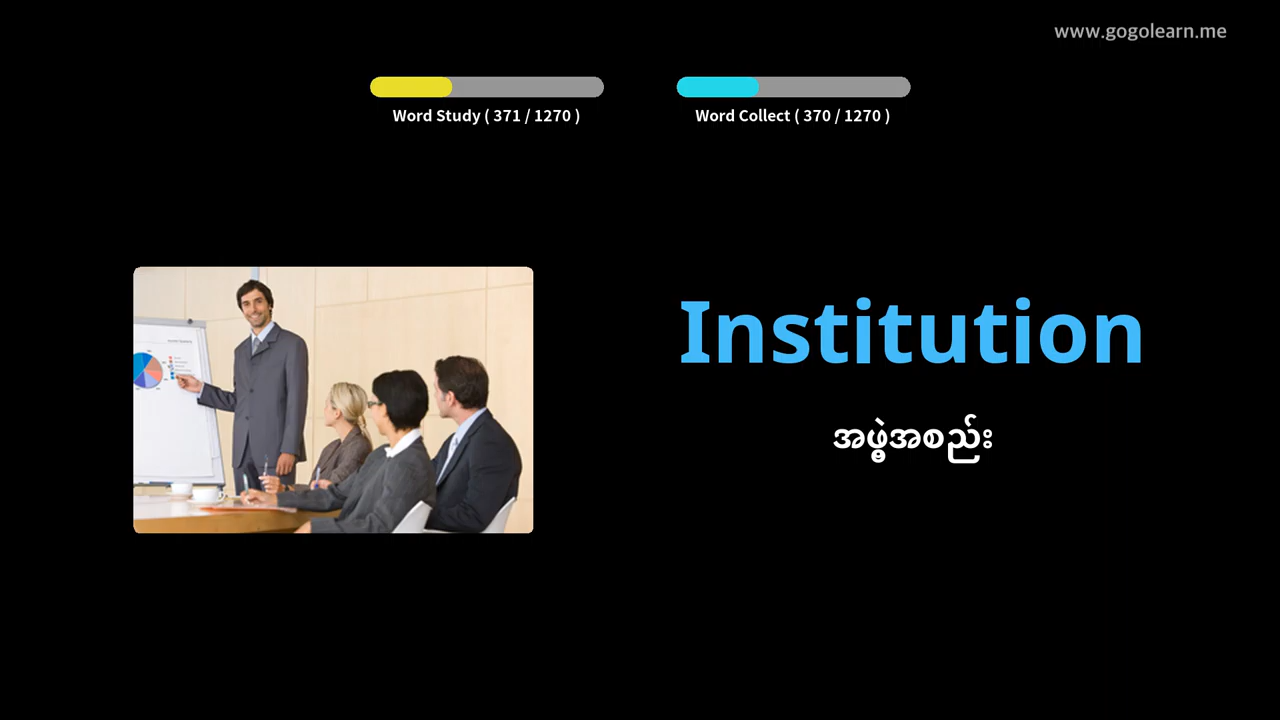 www.gogolearn.me
Word Study ( 371 / 1270 )
Word Collect ( 370 / 1270 )
Institution
အဖွဲ့အစည်း